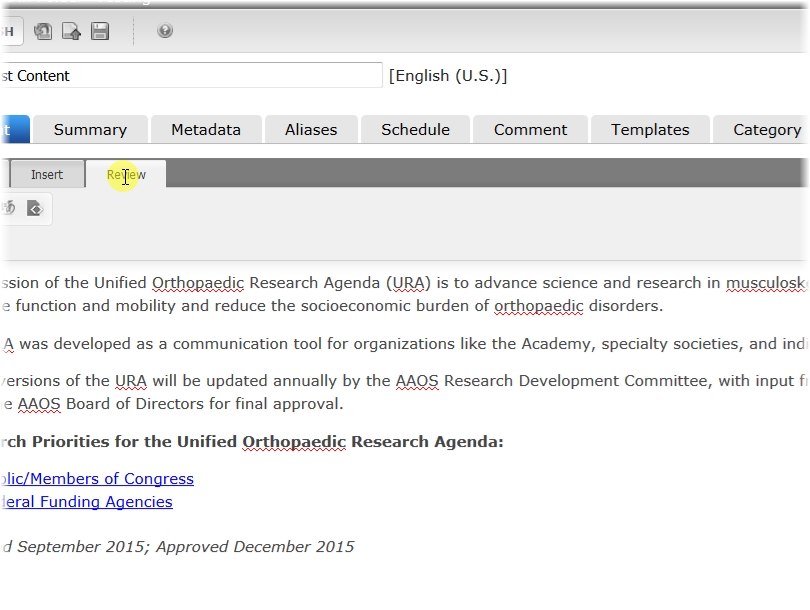 st Content [English (U.S.)]
Summary Metadata Aliases Schedule Comment Templates Category
Insert Review
ssion of the Unified Orthopaedic Research Agenda (URA) is to advance science and research in musculosk
e function and mobility and reduce the socioeconomic burden of orthopaedic disorders.
A was developed as a communication tool for organizations like the Academy, specialty societies, and indi
versions of the URA will be updated annually by the AAOS Research Development Committee, with input f
e AAOS Board of Directors for final approval.
rch Priorities for the Unified Orthopaedic Research Agenda:
blic/Members of Congress
deral Funding Agencies
d September 2015; Approved December 2015